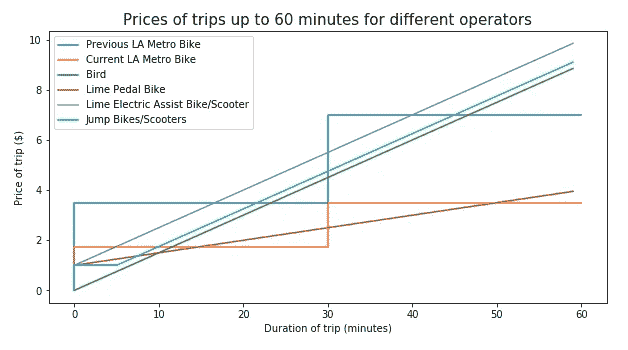 Prices of trips up to 60 minutes for different operators
Price of trip ($)
10
8
6
4
2
0
Previous LA Metro Bike
Current LA Metro Bike
Bird
Lime Pedal Bike
Lime Electric Assist Bike/Scooter
Jump Bikes/Scooters
0 10 20 30 40 50 60
Duration of trip (minutes)